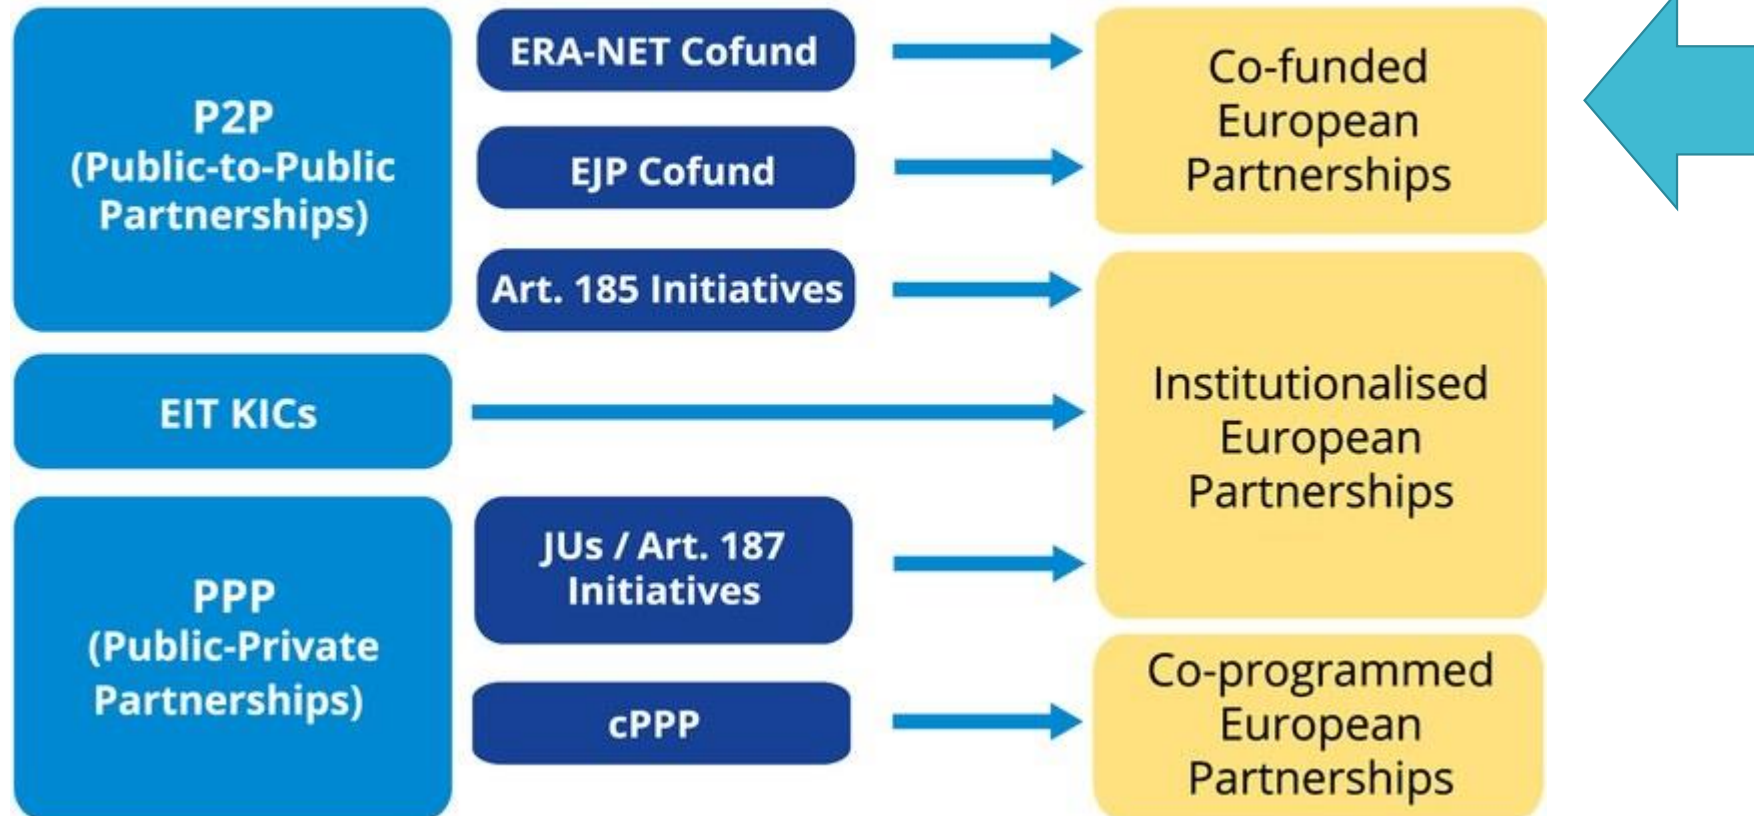 P2P
(Public-to-Public
Partnerships)
ERA-NET Cofund
EJP Cofund
Art. 185 Initiatives
Co-funded
European
Partnerships
EIT KICs
Institutionalised
European
Partnerships
PPP
(Public-Private
Partnerships)
JUs / Art. 187
Initiatives
cPPP
Co-programmed
European
Partnerships